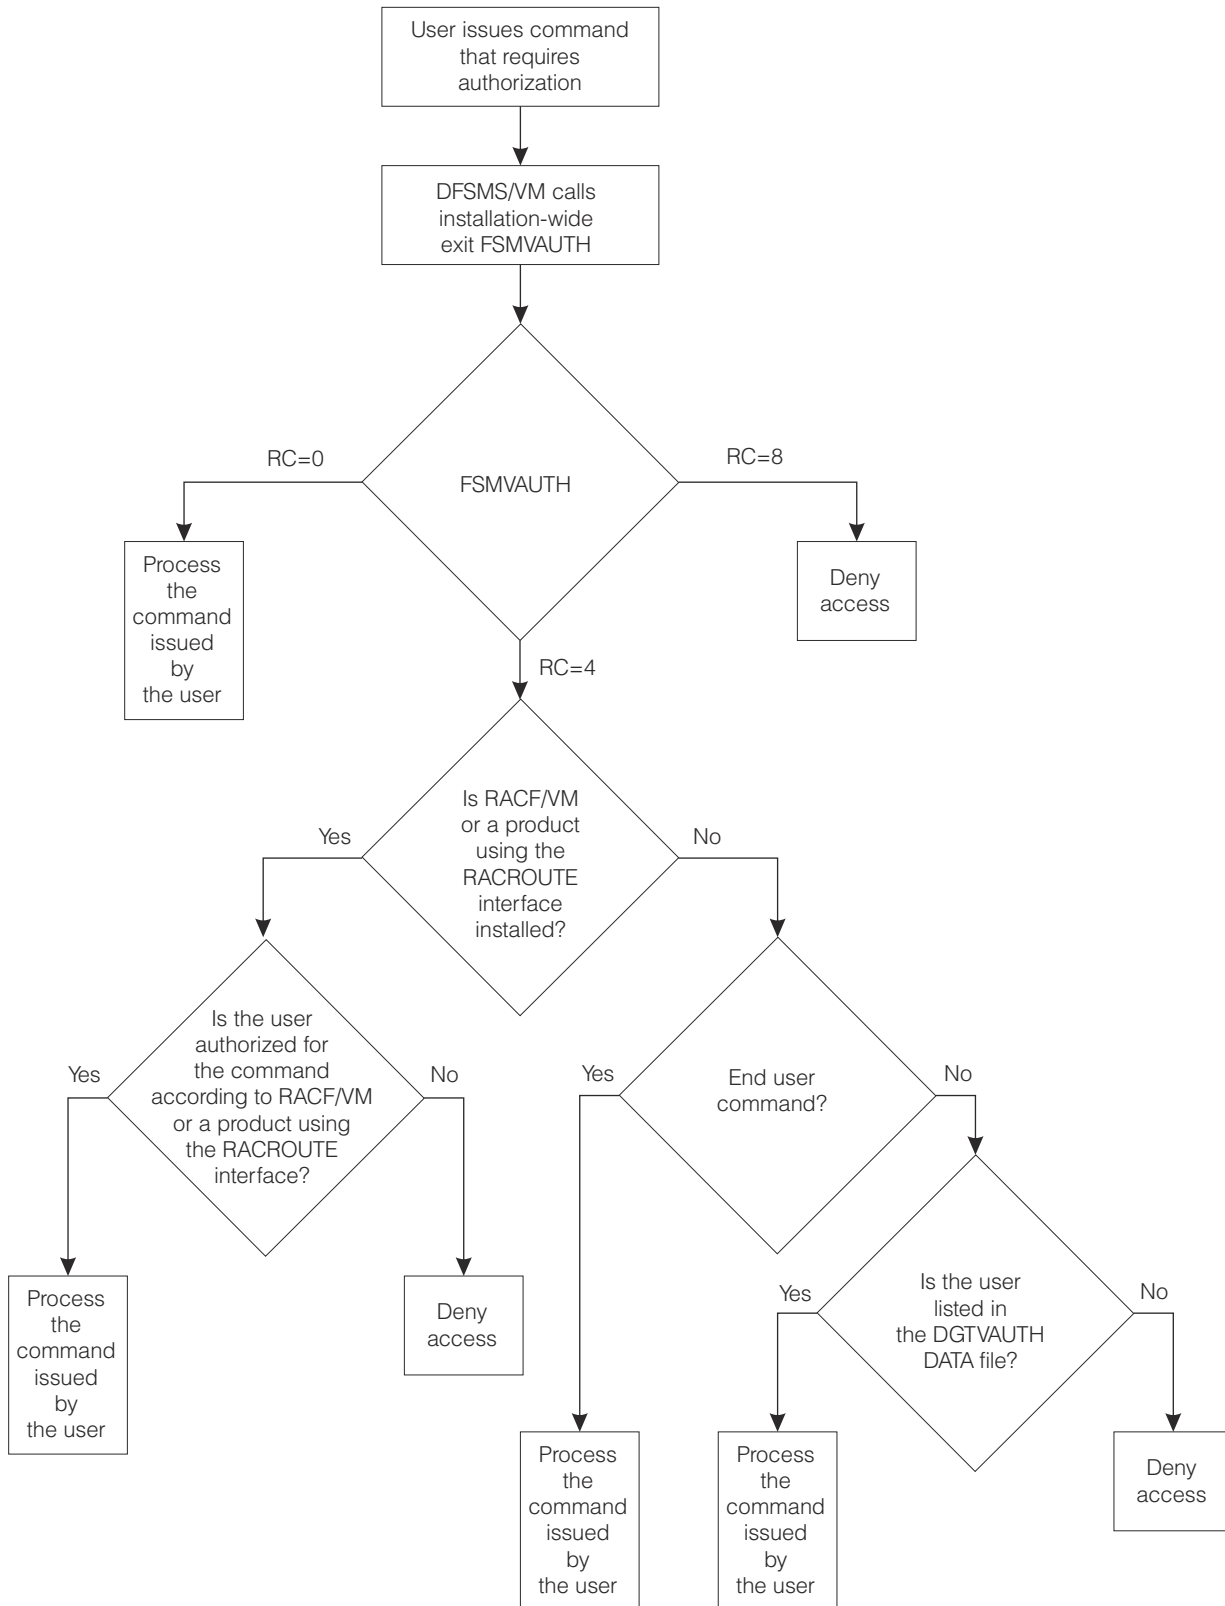 User issues command
that requires
authorization
DFSMS/VM calls
installation-wide
exit FSMVAUTH
RC=0
FSMVAUTH
RC=8
Process
the
command
issued
by
the user
Deny
access
RC=4
Is RACF/VM
or a product
using the
RACROUTE
interface
installed?
Yes
No
Is the user
authorized for
the command
according to RACF/VM
or a product using
the RACROUTE
interface?
Yes
No
End user
command?
Yes
No
Process
the
command
issued
by
the user
Deny
access
Is the user
listed in
the DGTVAUTH
DATA file?
Yes
No
Process
the
command
issued
by
the user
Process
the
command
issued
by
the user
Deny
access